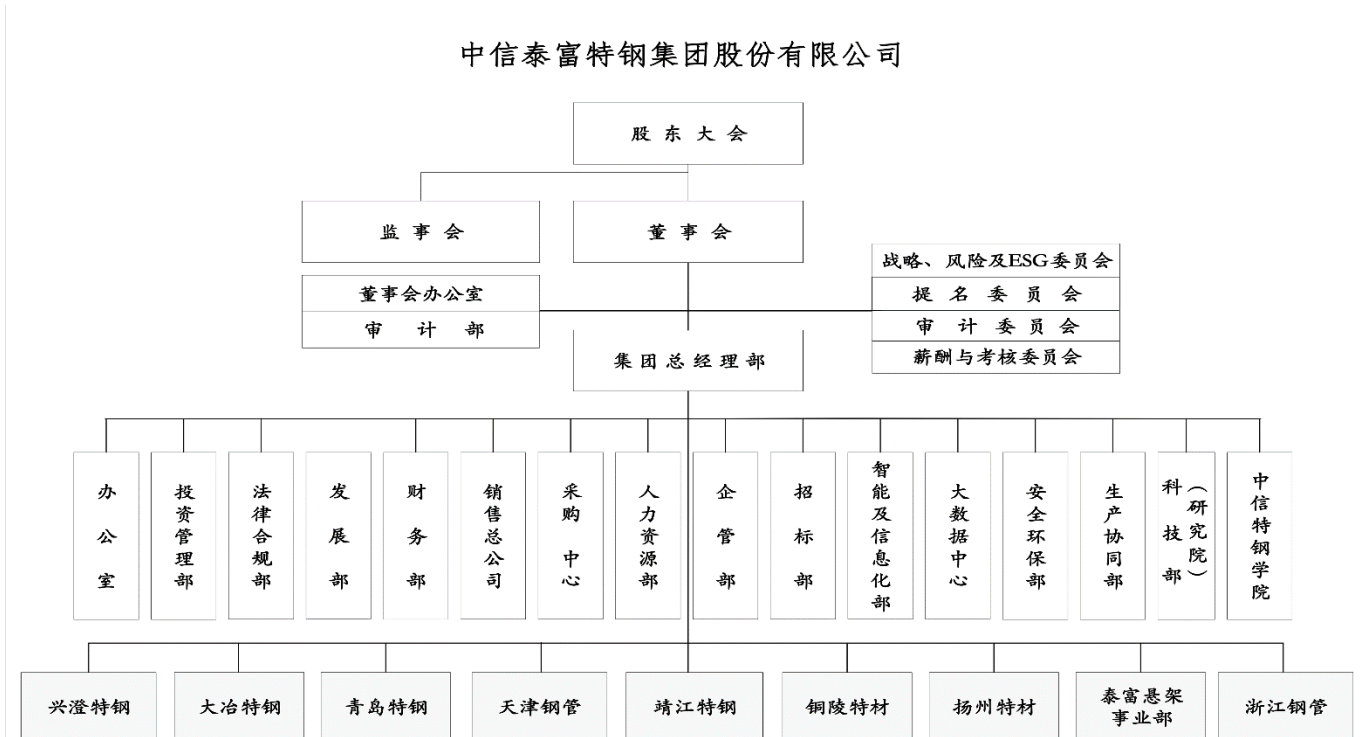 中信泰富特钢集团股份有限公司
股东大会
监事会
董事会
董事会办公室
审计部
战略、风险及ESG委员会
提名委员会
审计委员会
薪酬与考核委员会
集团总经理部
办公室
投资管理部
法律合规部
发展部
财务部
销售总公司
采购中心
人力资源部
企管部
招标部
智能及信息化部
大数据中心
安全环保部
生产协同部
科技部
（研究院）
中信特钢学院
兴澄特钢
大冶特钢
青岛特钢
天津钢管
靖江特钢
铜陵特材
扬州特材
泰富悬架
事业部
浙江钢管